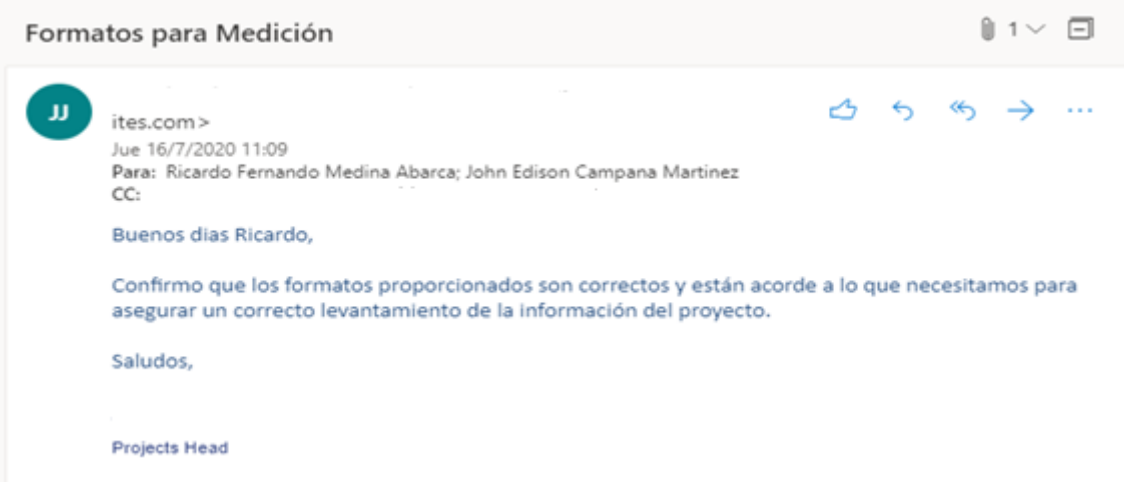 Formatos para Medición
1
JJ
ites.com>
Jue 16/7/2020 11:09
Para: Ricardo Fernando Medina Abarca; John Edison Campana Martinez
CC:
Buenos dias Ricardo,
Confirmo que los formatos proporcionados son correctos y están acorde a lo que necesitamos para
asegurar un correcto levantamiento de la información del proyecto.
Saludos,
Projects Head